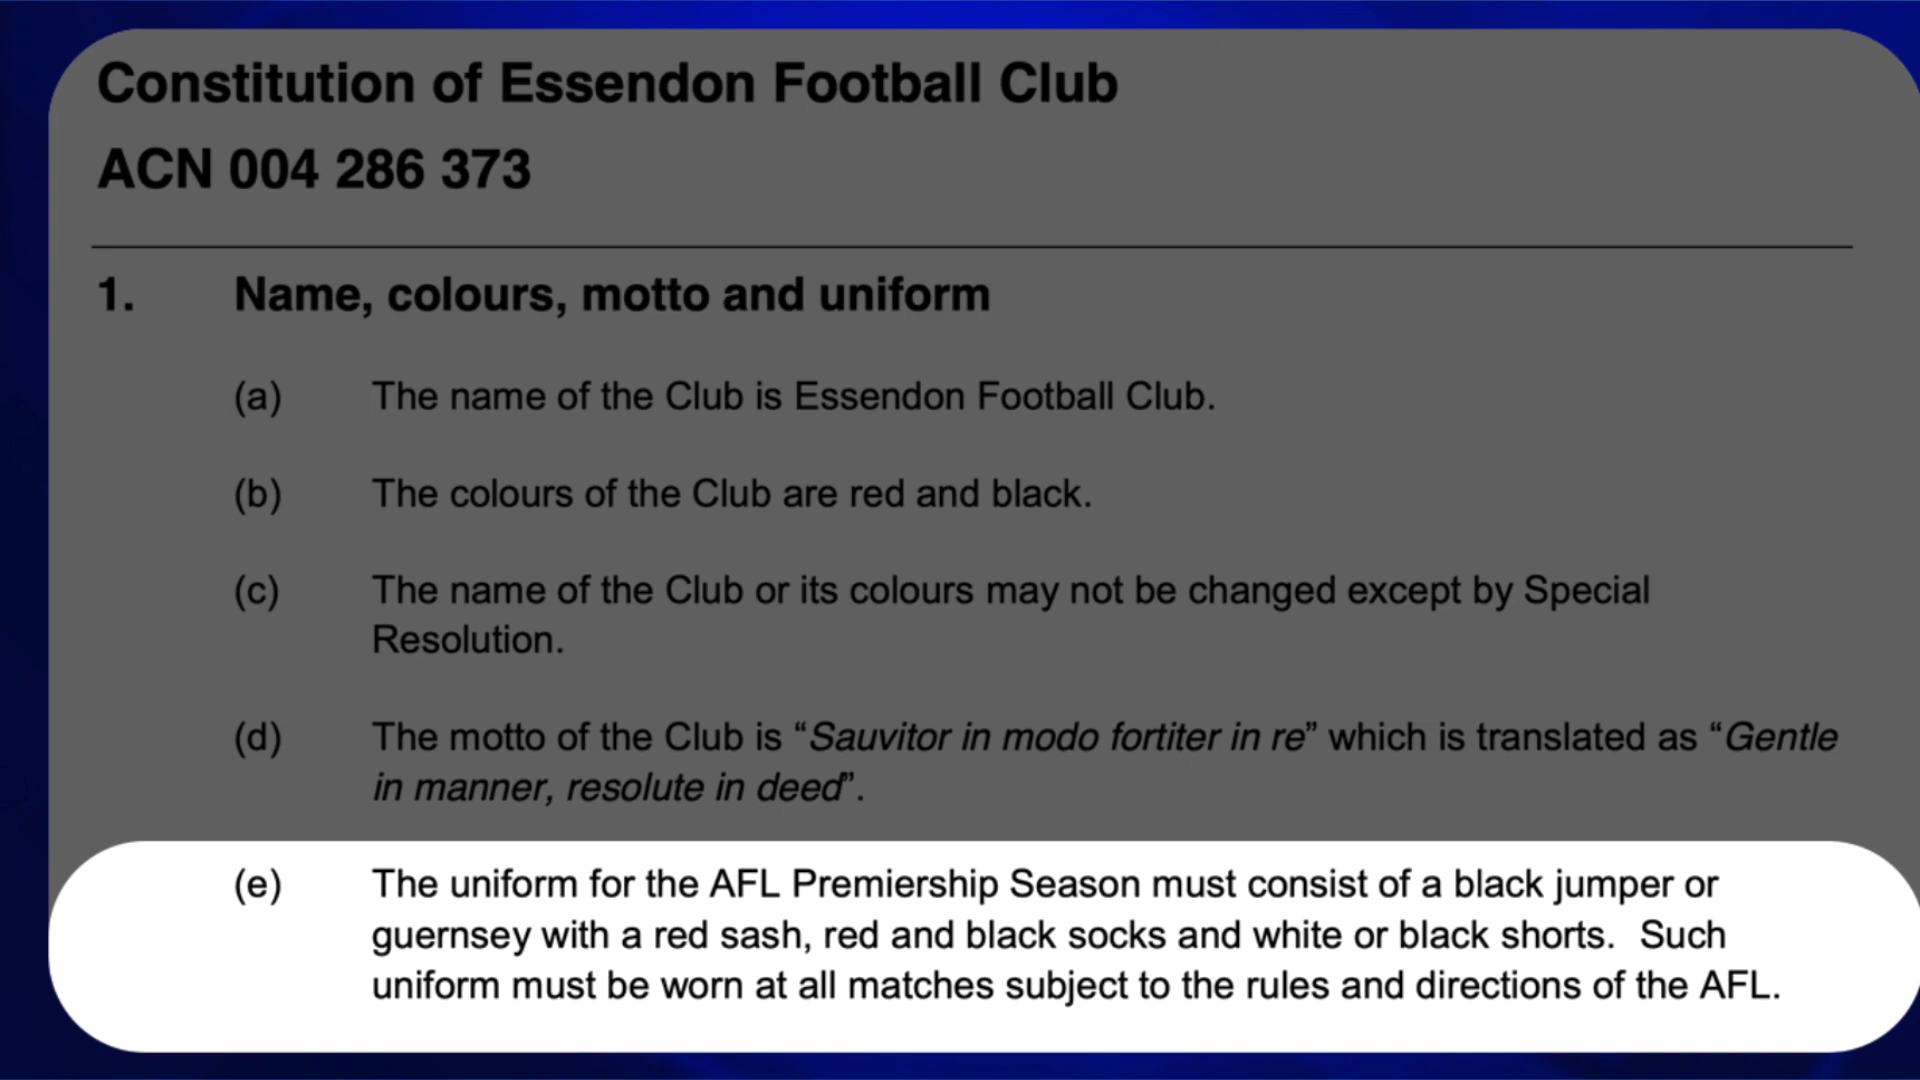 Constitution of Essendon Football Club
ACN 004 286 373
1. Name, colours, motto and uniform
(a) The name of the Club is Essendon Football Club.
(b) The colours of the Club are red and black.
(c) The name of the Club or its colours may not be changed except by Special
Resolution.
(d) The motto of the Club is “Sauvitor in modo fortiter in re” which is translated as “Gentle
in manner, resolute in deed”.
(e) The uniform for the AFL Premiership Season must consist of a black jumper or
guernsey with a red sash, red and black socks and white or black shorts.  Such
uniform must be worn at all matches subject to the rules and directions of the AFL.